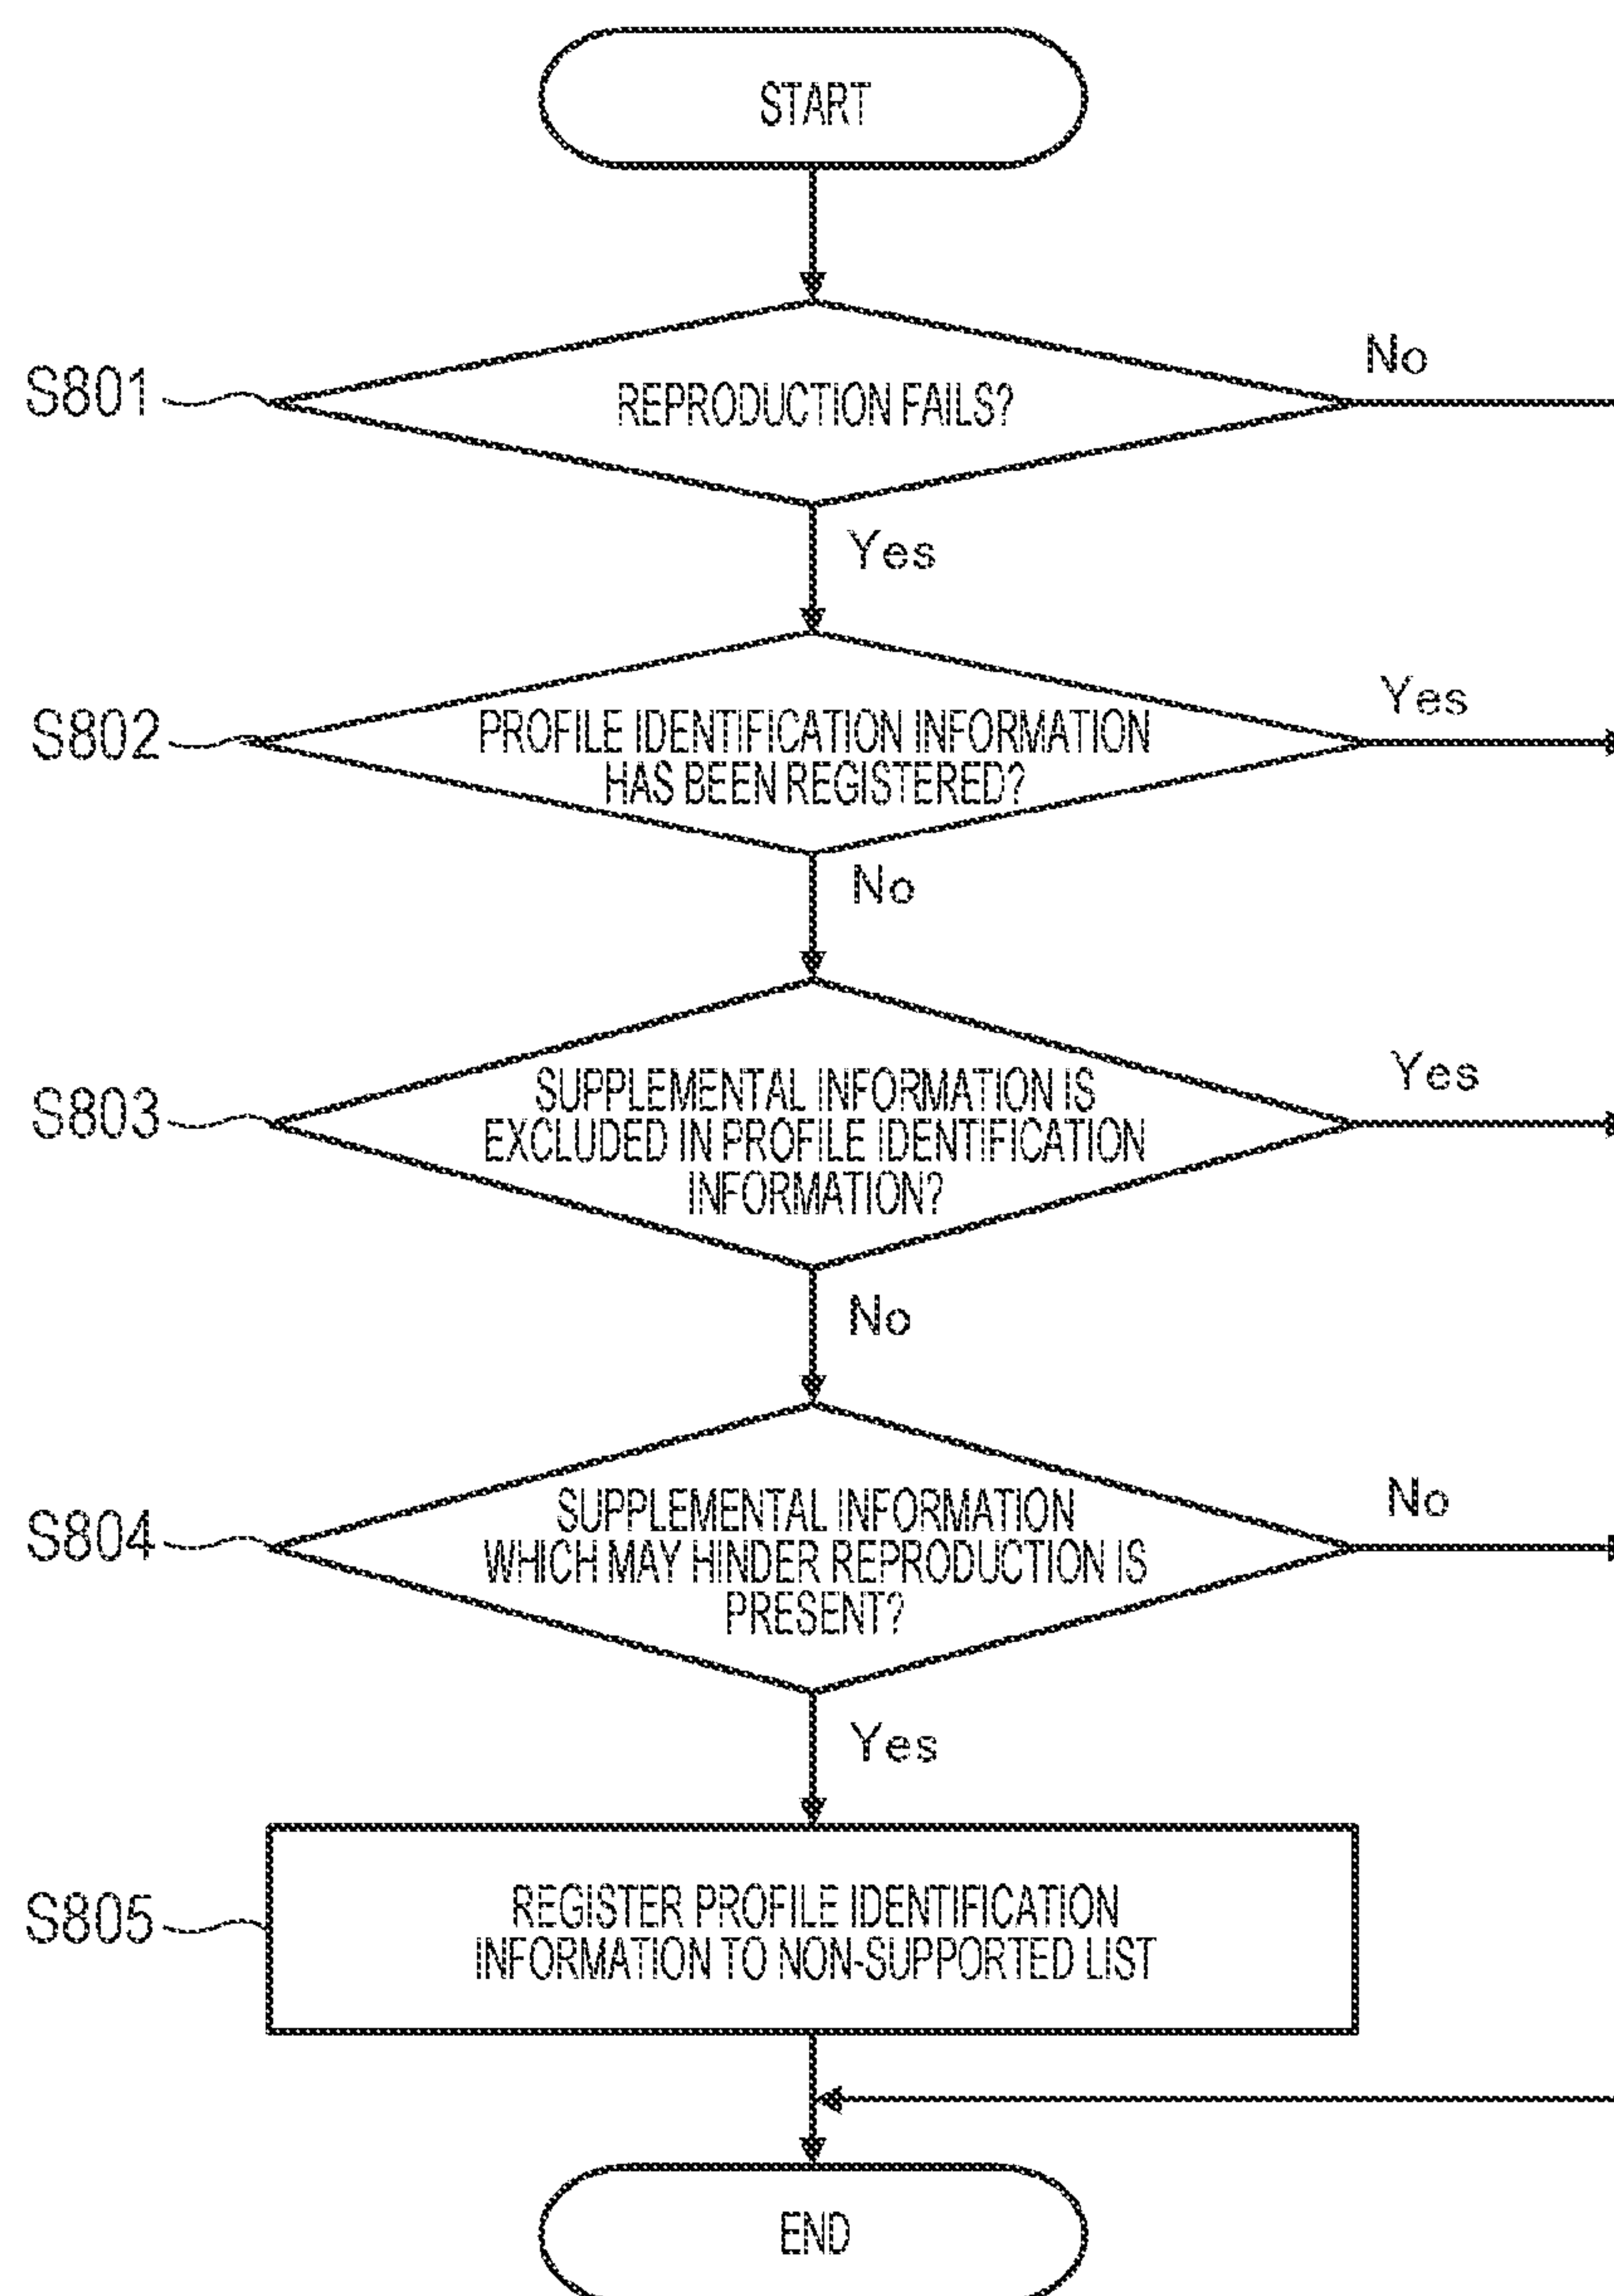 START
S801
REPRODUCTION FAILS?
No
Yes
S802
PROFILE IDENTIFICATION INFORMATION
HAS BEEN REGISTERED?
Yes
No
S803
SUPPLEMENTAL INFORMATION IS
EXCLUDED IN PROFILE IDENTIFICATION
INFORMATION?
Yes
No
S804
SUPPLEMENTAL INFORMATION
WHICH MAY HINDER REPRODUCTION IS
PRESENT?
No
Yes
S805
REGISTER PROFILE IDENTIFICATION
INFORMATION TO NON-SUPPORTED LIST
END